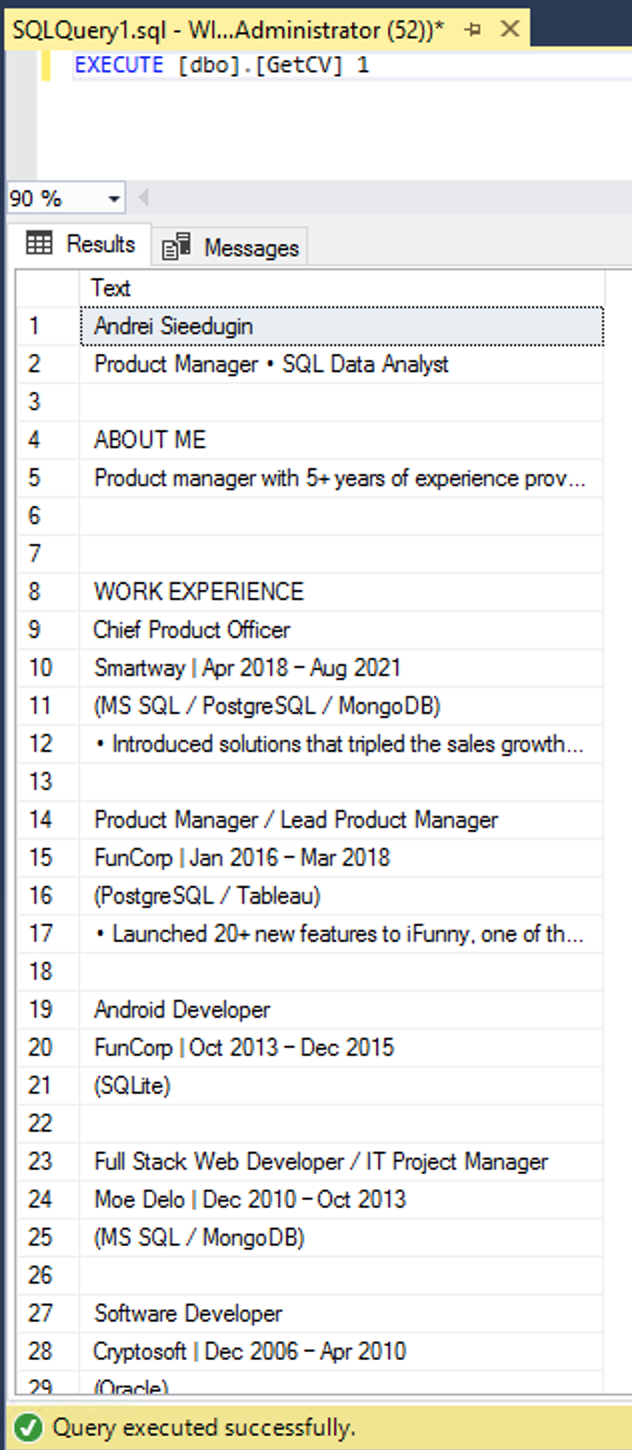 SQLQuery1.sql - WI...Administrator (52))*
EXECUTE [dbo].[GetCV] 1
90 %
Results Messages
Text
1 Andrei Sieedugin
2 Product Manager • SQL Data Analyst
3
4 ABOUT ME
5 Product manager with 5+ years of experience prov...
6
7
8 WORK EXPERIENCE
9 Chief Product Officer
10 Smartway | Apr 2018 – Aug 2021
11 (MS SQL / PostgreSQL / MongoDB)
12 • Introduced solutions that tripled the sales growth...
13
14 Product Manager / Lead Product Manager
15 FunCorp | Jan 2016 – Mar 2018
16 (PostgreSQL / Tableau)
17 • Launched 20+ new features to iFunny, one of th...
18
19 Android Developer
20 FunCorp | Oct 2013 – Dec 2015
21 (SQLite)
22
23 Full Stack Web Developer / IT Project Manager
24 Moe Delo | Dec 2010 – Oct 2013
25 (MS SQL / MongoDB)
26
27 Software Developer
28 Cryptosoft | Dec 2006 – Apr 2010
29 (Oracle)
Query executed successfully.